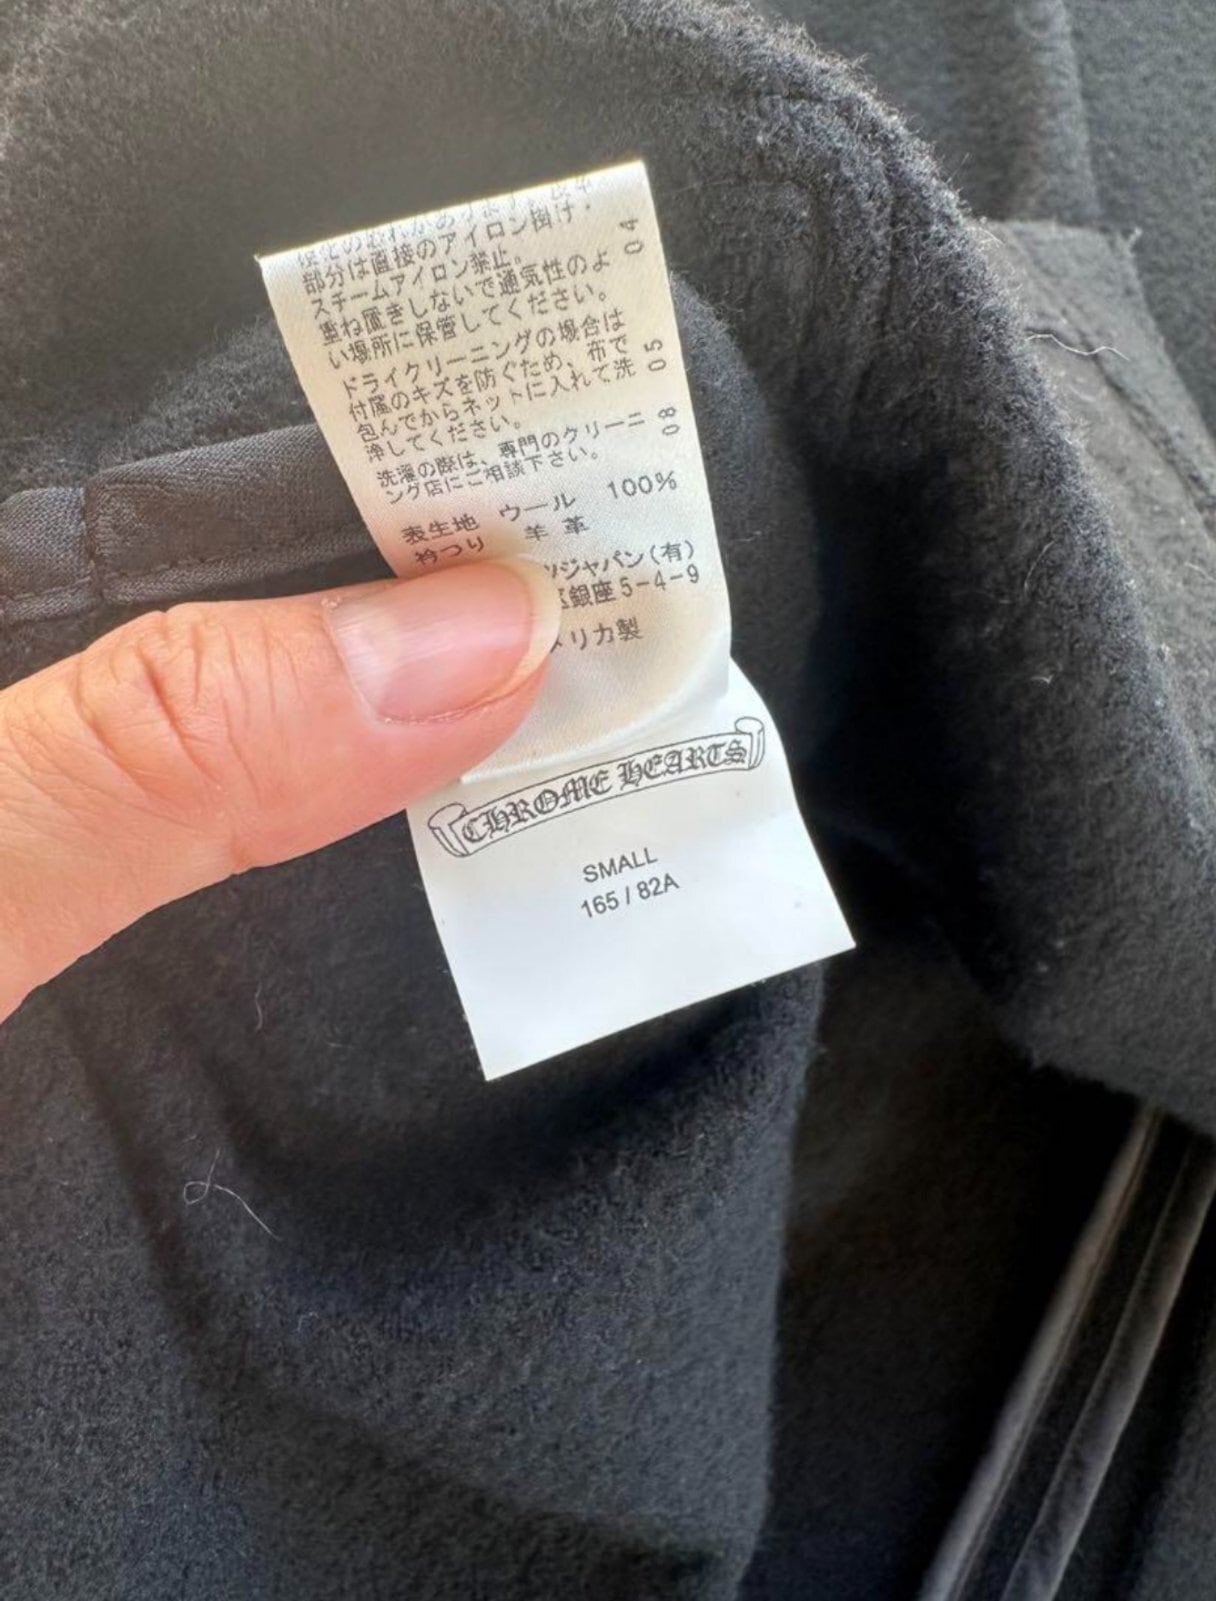 部分は直接のアイロン掛け・
スチームアイロン禁止。
重ね置きしないで通気性のよ
い場所に保管してください。
ドライクリーニングの場合は
付属のキズを防ぐため、布で
包んでからネットに入れて洗
浄してください。
洗濯の際は、専門のクリーニ
ング店にご相談下さい。
表生地 ウール 100%
衿つり 羊革
ジャパン(有)
銀座5-4-9
メリカ製
04
05
08
CHROME HEARTS
SMALL
165 / 82A